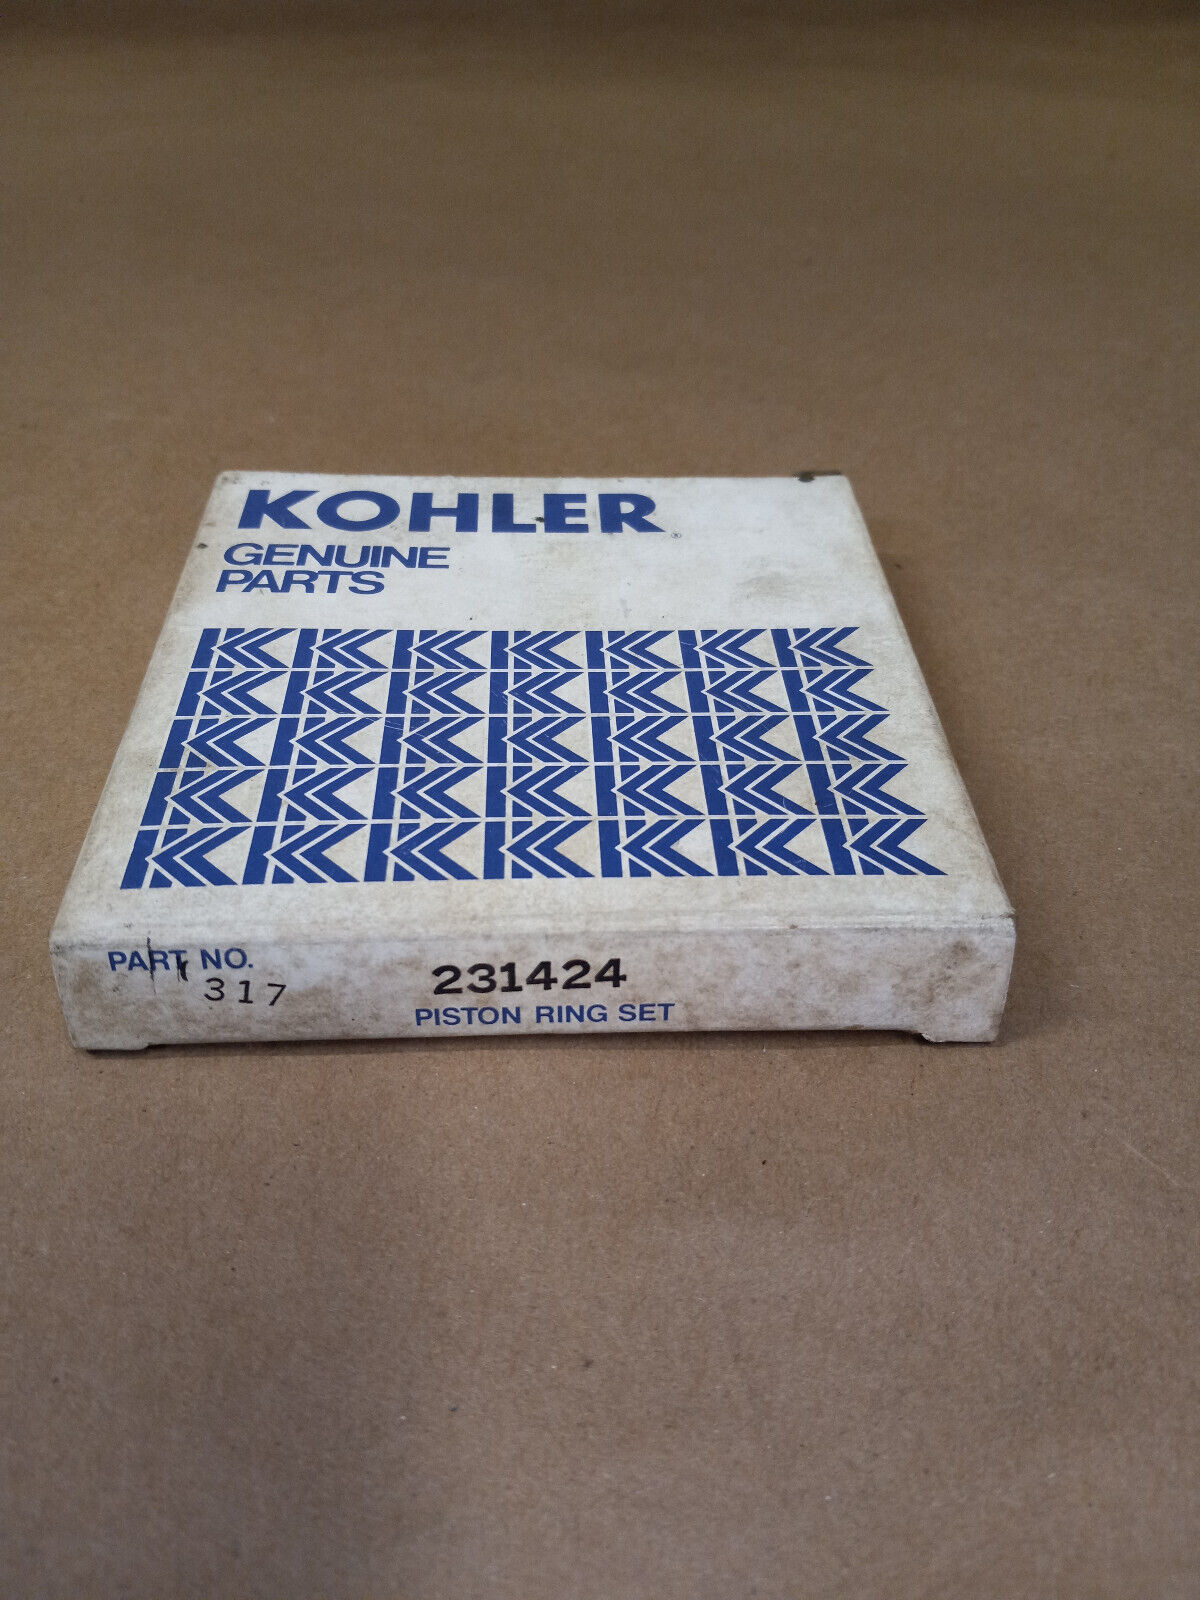 KOHLER®
GENUINE
PARTS
PART NO.
317
231424
PISTON RING SET